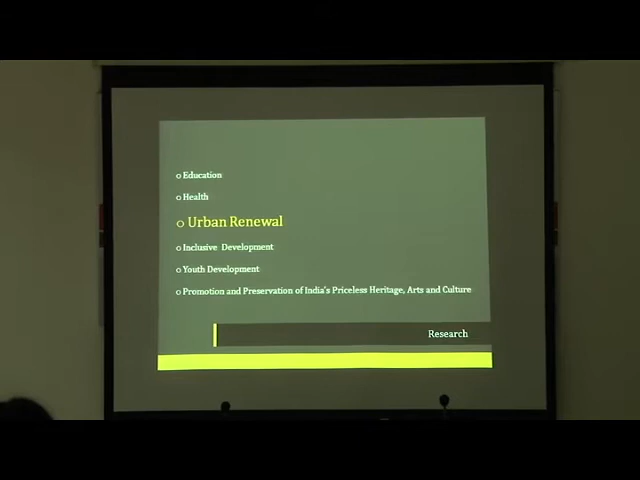 o Education
o Health
o Urban Renewal
o Inclusive Development
o Youth Development
o Promotion and Preservation of India's Priceless Heritage, Arts and Culture
Research